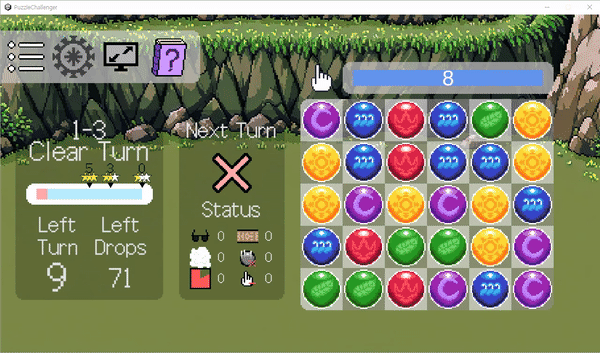 PuzzleChallenger
?
8
1-3
Clear Turn
5 3 0
Next Turn
Status
Left Turn
Left Drops
9
71
0 0
0 0
0 0